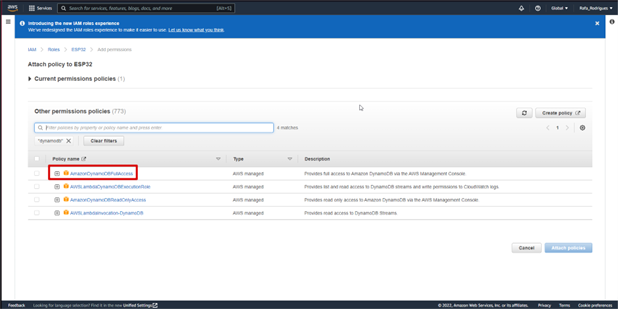 aws
Services
Search for services, features, blogs, docs, and more
[Alt+S]
Global
Rafa_Rodrigues
Introducing the new IAM roles experience
We've redesigned the IAM roles experience to make it easier to use. Let us know what you think.
IAM
Roles
ESP32
Add permissions
Attach policy to ESP32
Current permissions policies (1)
Other permissions policies (773)
Create policy
Filter policies by property or policy name and press enter
4 matches
1
"dynamodb"
Clear filters
Policy name
Type
Description
AmazonDynamoDBFullAccess
AWS managed
Provides full access to Amazon DynamoDB via the AWS Management Console.
AWSLambdaDynamoDBExecutionRole
AWS managed
Provides list and read access to DynamoDB streams and write permissions to CloudWatch logs.
AmazonDynamoDBReadOnlyAccess
AWS managed
Provides read only access to Amazon DynamoDB via the AWS Management Console.
AWSLambdaInvocation-DynamoDB
AWS managed
Provides read access to DynamoDB Streams.
Cancel
Attach policies
Feedback
Looking for language selection? Find it in the new Unified Settings
© 2022, Amazon Web Services, Inc. or its affiliates.
Privacy
Terms
Cookie preferences